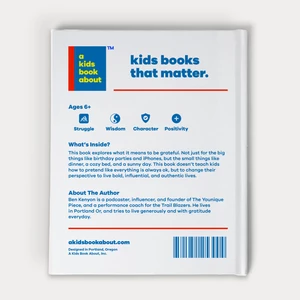 a
kids
book
about
TM
kids books
that matter.
Ages 6+
Struggle
Wisdom
Character
Positivity
What's Inside?
This book explores what it means to be grateful. Not just for the big
things like birthday parties and iPhones, but the small things like
dinner, a cozy bed, and a sunny day. This book doesn't teach kids
how to pretend like everything is always ok, but to change their
perspective to live bold, influential, and authentic lives.
About The Author
Ben Kenyon is a podcaster, influencer, and founder of The Younique
Piece, and a performance coach for the Trail Blazers. He lives
in Portland Or, and tries to live generously and with gratitude
everyday.
akidsbookabout.com
Designed in Portland, Oregon
A Kids Book About, Inc.